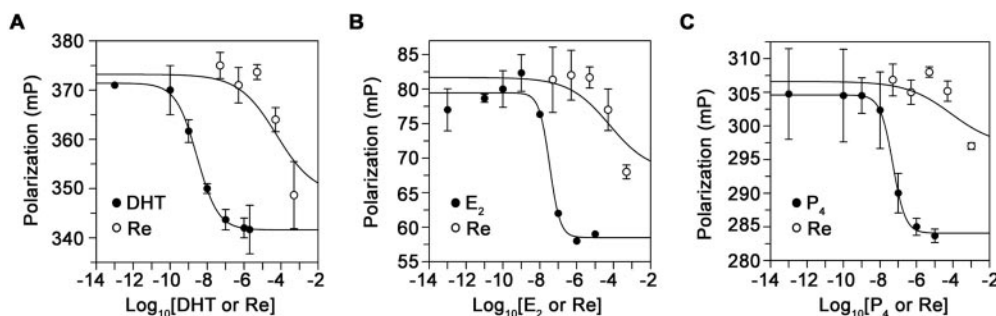 A
Polarization (mP)
380
370
360
350
340
DHT
Re
-14 -12 -10 -8 -6 -4 -2
Log10[DHT or Re]
B
Polarization (mP)
85
80
75
70
65
60
55
E2
Re
-14 -12 -10 -8 -6 -4 -2
Log10[E2 or Re]
C
Polarization (mP)
315
310
305
300
295
290
285
280
P4
Re
-14 -12 -10 -8 -6 -4 -2
Log10[P4 or Re]